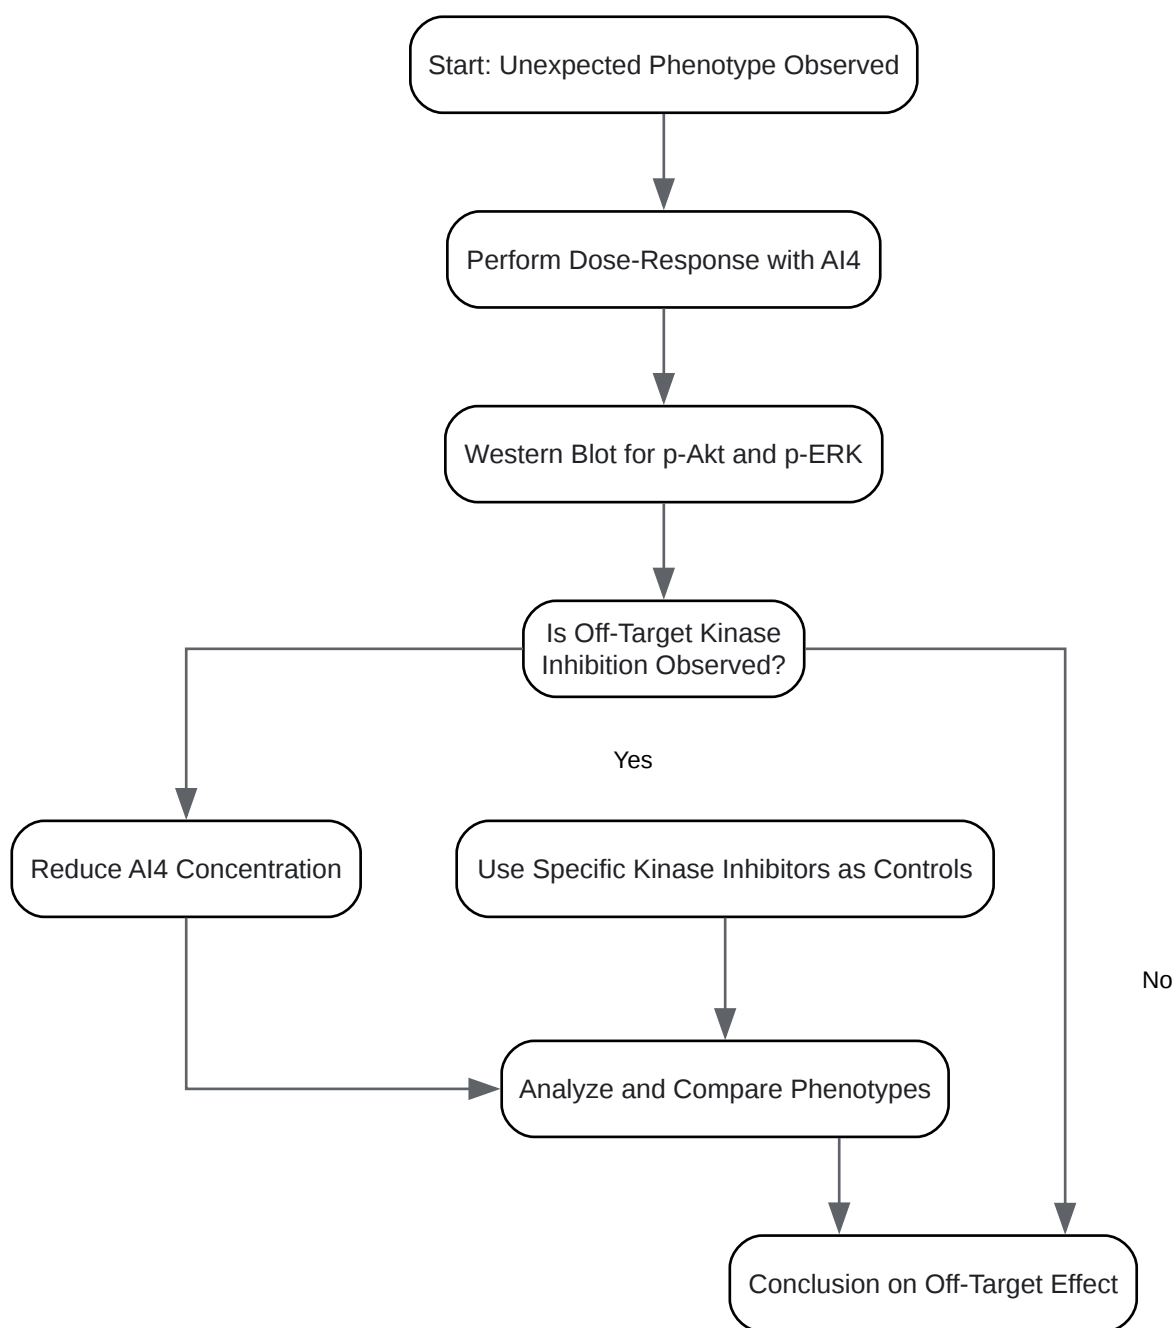 Start: Unexpected Phenotype Observed
Perform Dose-Response with AI4
Western Blot for p-Akt and p-ERK
Is Off-Target Kinase
Inhibition Observed?
Yes
Reduce AI4 Concentration
Use Specific Kinase Inhibitors as Controls
No
Analyze and Compare Phenotypes
Conclusion on Off-Target Effect